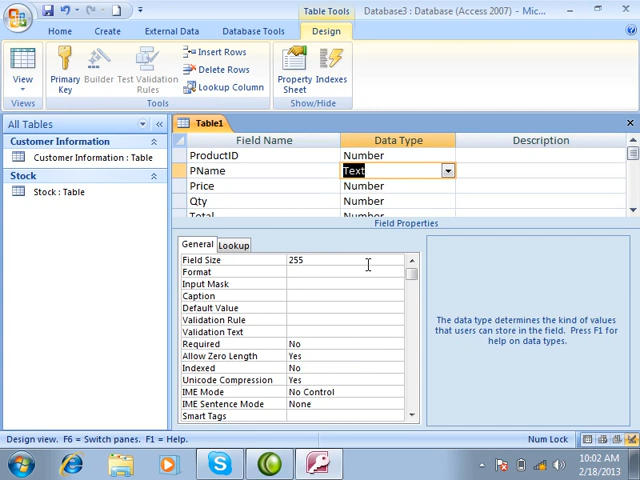 Table Tools
Database3 : Database (Access 2007) - Mic...
Home
Create
External Data
Database Tools
Design
View
Primary Key
Builder
Test Validation Rules
Insert Rows
Delete Rows
Lookup Column
Property Sheet
Indexes
Views
Tools
Show/Hide
All Tables
Customer Information
Customer Information : Table
Stock
Stock : Table
Table1
Field Name
Data Type
Description
ProductID
Number
PName
Text
Price
Number
Qty
Number
Total
Number
Field Properties
General
Lookup
Field Size
255
Format
Input Mask
Caption
Default Value
Validation Rule
Validation Text
Required
No
Allow Zero Length
Yes
Indexed
No
Unicode Compression
Yes
IME Mode
No Control
IME Sentence Mode
None
Smart Tags
The data type determines the kind of values
that users can store in the field. Press F1 for
help on data types.
Design view. F6 = Switch panes. F1 = Help.
Num Lock
10:02 AM
2/18/2013